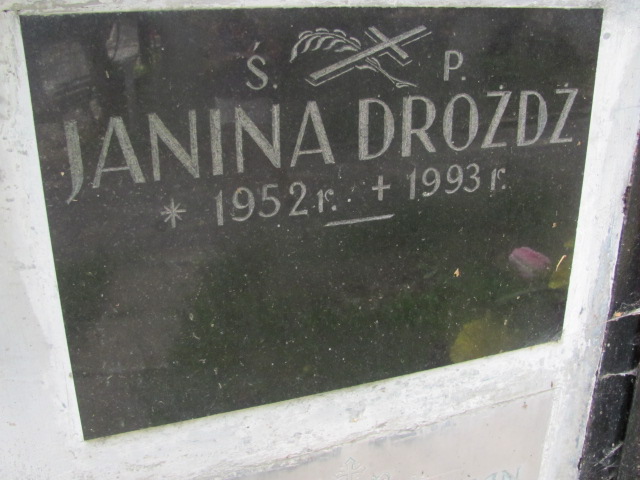 Ś. P.
JANINA DROŻDŻ
* 1952 r. + 1993 r.